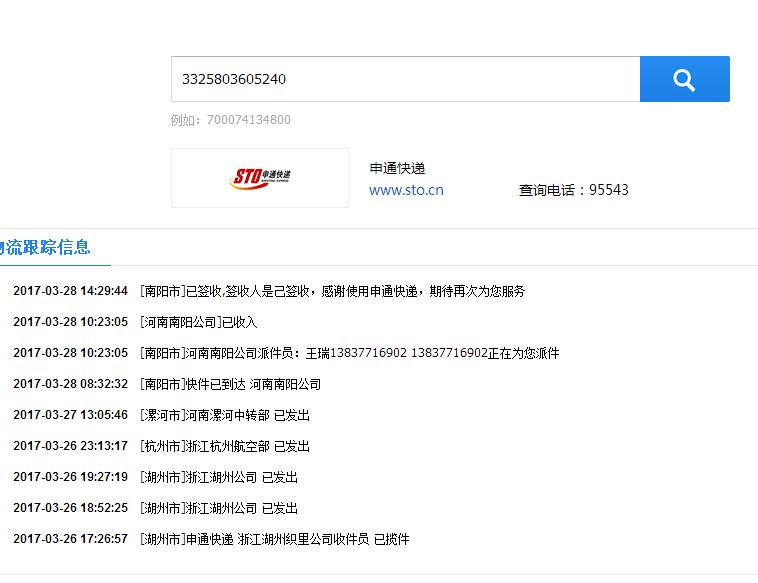 3325803605240
例如：700074134800
STO申通快递
申通快递
www.sto.cn
查询电话：95543
物流跟踪信息
2017-03-28 14:29:44 [南阳市]已签收,签收人是己签收，感谢使用申通快递，期待再次为您服务
2017-03-28 10:23:05 [河南南阳公司]已收入
2017-03-28 10:23:05 [南阳市]河南南阳公司派件员：王瑞13837716902 13837716902正在为您派件
2017-03-28 08:32:32 [南阳市]快件已到达 河南南阳公司
2017-03-27 13:05:46 [漯河市]河南漯河中转部 已发出
2017-03-26 23:13:17 [杭州市]浙江杭州航空部 已发出
2017-03-26 19:27:19 [湖州市]浙江湖州公司 已发出
2017-03-26 18:52:25 [湖州市]浙江湖州公司 已发出
2017-03-26 17:26:57 [湖州市]申通快递 浙江湖州织里公司收件员 已揽件